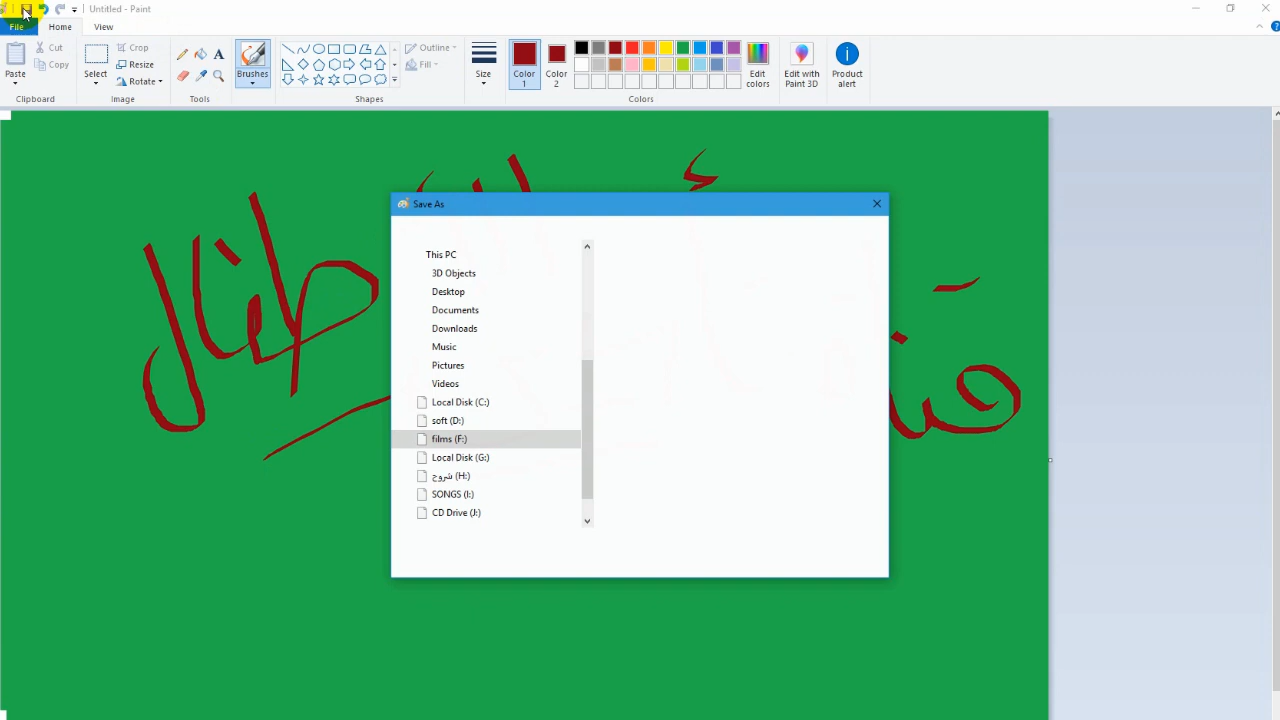 Untitled - Paint
File Home View
Paste
Cut
Copy
Clipboard
Select
Crop
Resize
Rotate
Image
Tools
Brushes
Shapes
Outline
Fill
Size
Color 1
Color 2
Colors
Edit colors
Edit with Paint 3D
Product alert
Save As
This PC
3D Objects
Desktop
Documents
Downloads
Music
Pictures
Videos
Local Disk (C:)
soft (D:)
films (F:)
Local Disk (G:)
شروح (H:)
SONGS (I:)
CD Drive (J:)